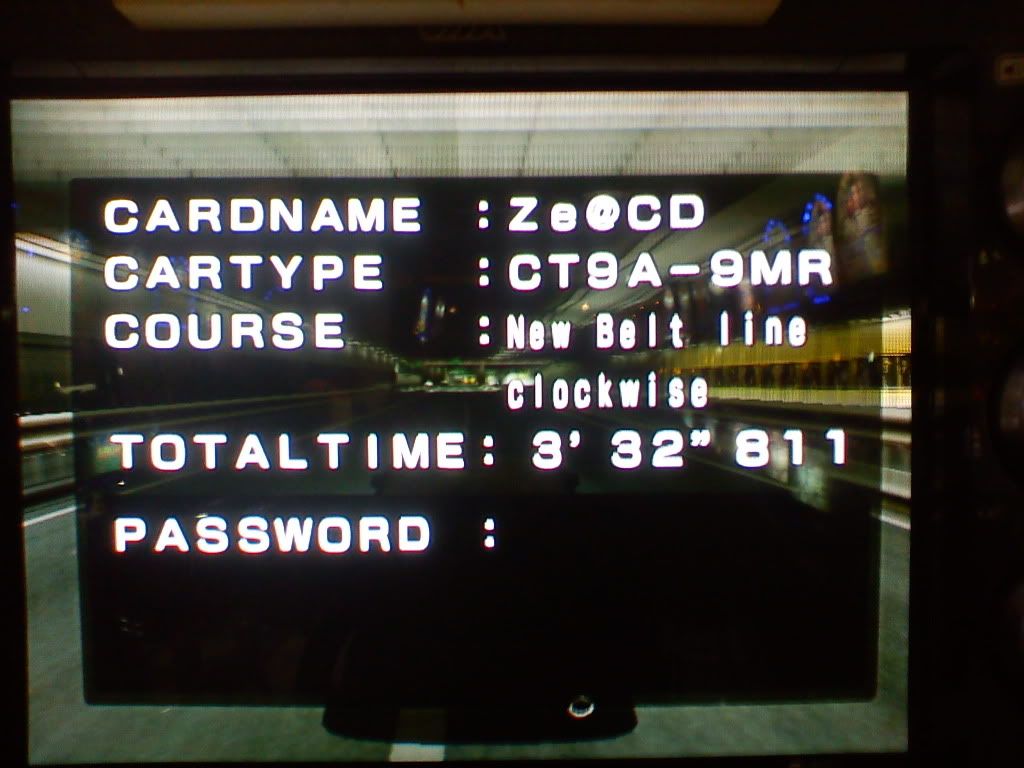 CARDNAME : Ze@CD
CARTYPE : CT9A-9MR
COURSE : New Belt line
clockwise
TOTALTIME: 3' 32" 811
PASSWORD :